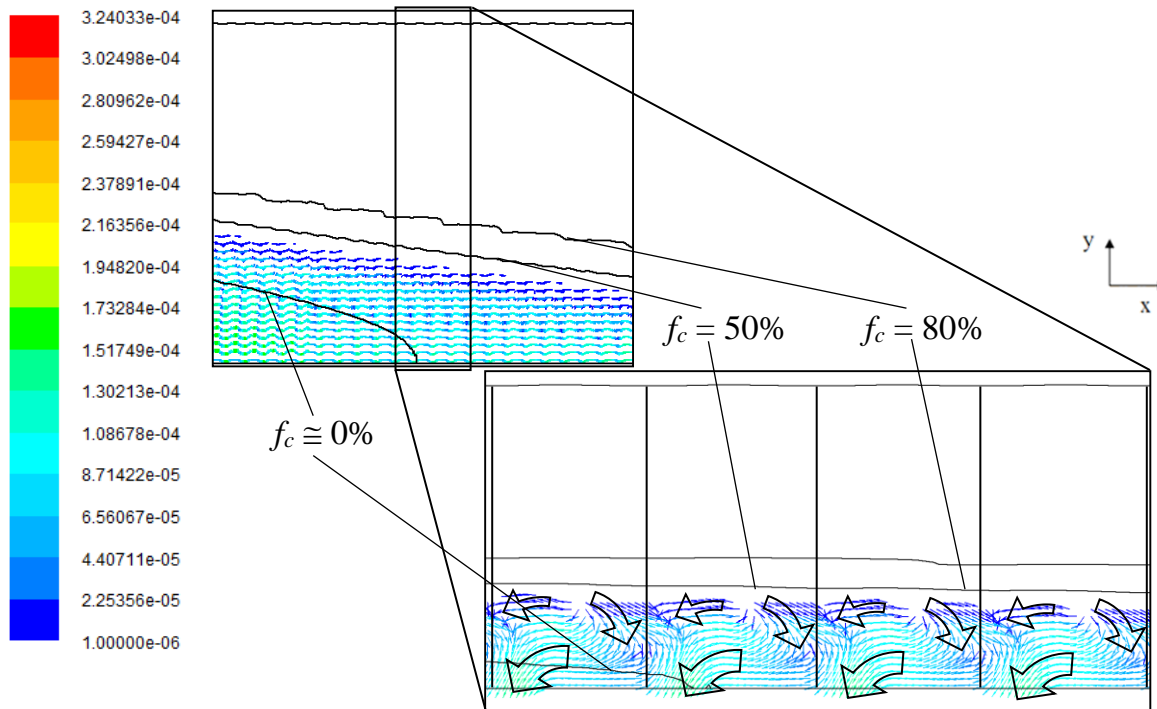 3.24033e-04
3.02498e-04
2.80962e-04
2.59427e-04
2.37891e-04
2.16356e-04
1.94820e-04
1.73284e-04
1.51749e-04
1.30213e-04
1.08678e-04
8.71422e-05
6.56067e-05
4.40711e-05
2.25356e-05
1.00000e-06
y
x
fc = 50%
fc = 80%
fc ≅ 0%